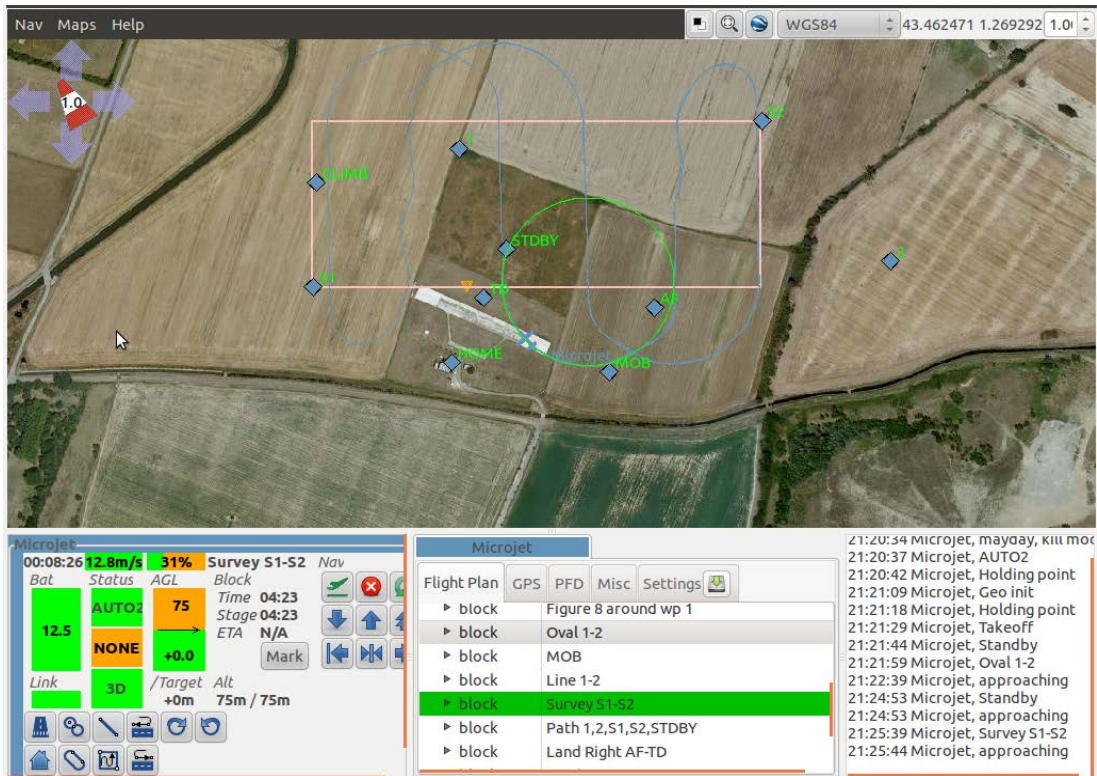 Nav Maps Help
WGS84 43.462471 1.269292 1.0
1.0
S2
1
CLIMB
STDBY
2
S1
TD
AF
HOME
Microjet
MOB
Microjet
00:08:26 12.8m/s 31% Survey S1-S2 Nav
Bat Status AGL Block
Time 04:23
AUTO2 75 Stage 04:23
12.5 ETA N/A
NONE +0.0 Mark
Link 3D /Target Alt
+0m 75m / 75m
Microjet
Flight Plan GPS PFD Misc Settings
block Figure 8 around wp 1
block Oval 1-2
block MOB
block Line 1-2
block Survey S1-S2
block Path 1,2,S1,S2,STDBY
block Land Right AF-TD
21:20:34 Microjet, mayday, kill mod
21:20:37 Microjet, AUTO2
21:20:42 Microjet, Holding point
21:21:09 Microjet, Geo init
21:21:18 Microjet, Holding point
21:21:29 Microjet, Takeoff
21:21:44 Microjet, Standby
21:21:59 Microjet, Oval 1-2
21:22:39 Microjet, approaching
21:24:53 Microjet, Standby
21:24:53 Microjet, approaching
21:25:39 Microjet, Survey S1-S2
21:25:44 Microjet, approaching